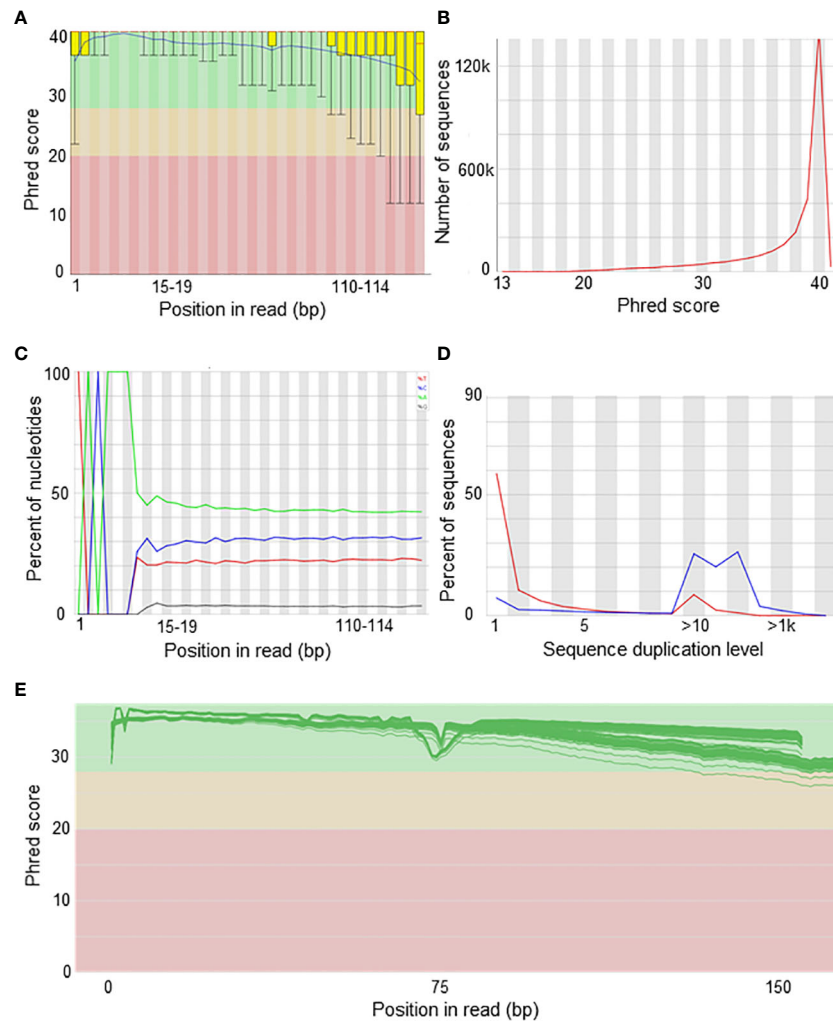 A
40
30
20
10
0
Phred score
1
15-19
110-114
Position in read (bp)
B
120k
600k
0
Number of sequences
13
20
30
40
Phred score
C
100
50
0
Percent of nucleotides
1
15-19
110-114
Position in read (bp)
D
90
50
0
Percent of sequences
1
5
>10
>1k
Sequence duplication level
E
30
20
10
0
Phred score
0
75
150
Position in read (bp)